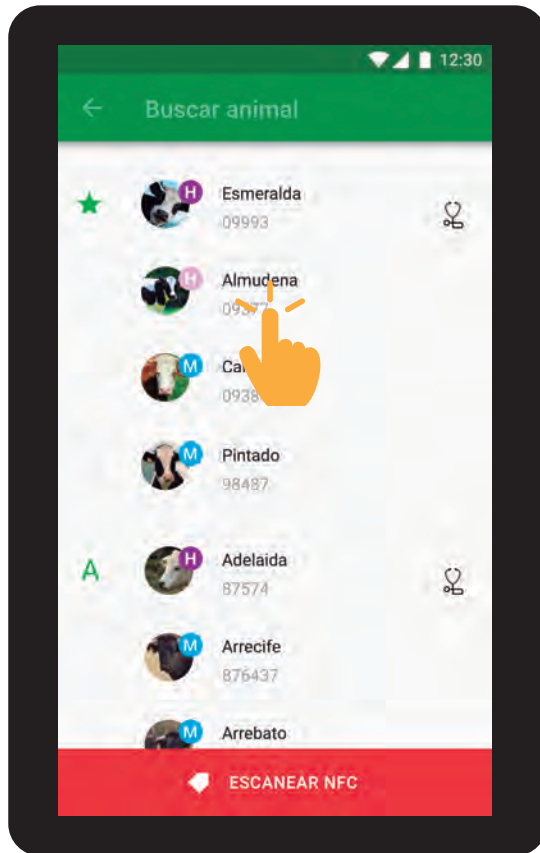 12:30
Buscar animal
H
Esmeralda
09993
H
Almudena
M
M
Pintado
98487
A
H
Adelaida
87574
M
Arrecife
876437
M
Arrebato
ESCANEAR NFC